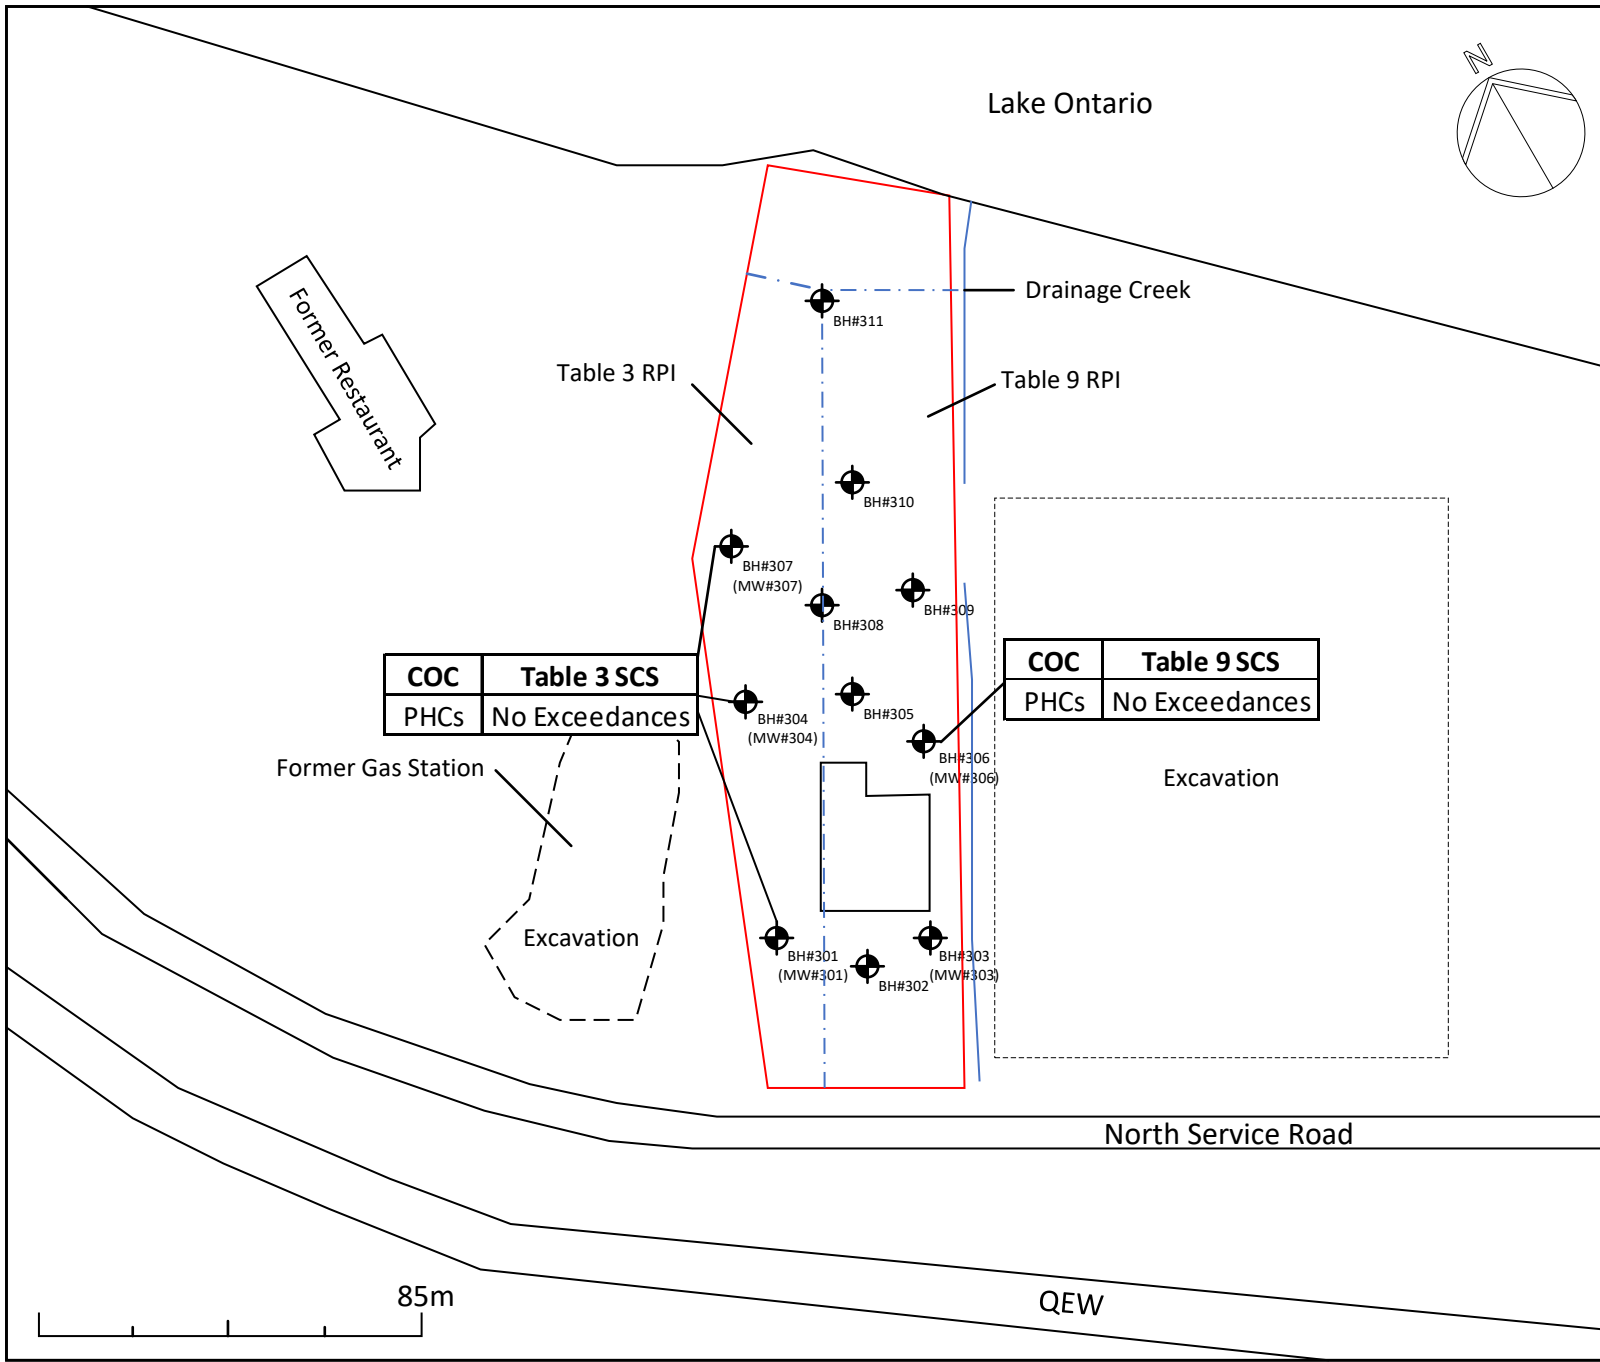 N
Lake Ontario
Drainage Creek
BH#311
Former Restaurant
Table 3 RPI
Table 9 RPI
BH#310
BH#307
(MW#307)
BH#309
BH#308
COC Table 3 SCS
PHCs No Exceedances
COC Table 9 SCS
PHCs No Exceedances
BH#304
(MW#304)
BH#305
BH#306
(MW#306)
Former Gas Station
Excavation
Excavation
BH#301
(MW#301)
BH#302
BH#303
(MW#303)
North Service Road
85m
QEW